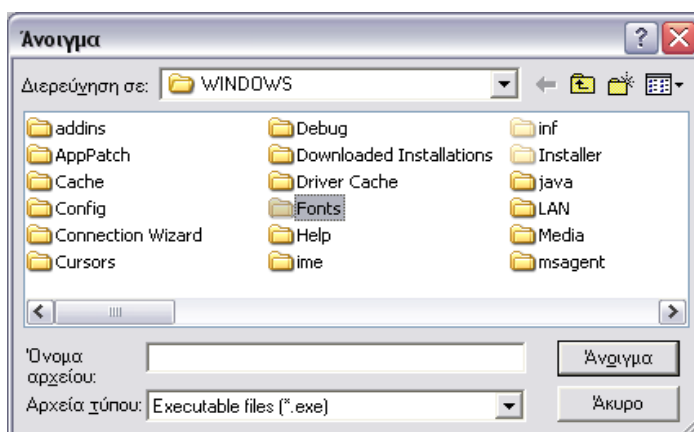 Άνοιγμα
Διερεύνηση σε: WINDOWS
addins Debug inf
AppPatch Downloaded Installations Installer
Cache Driver Cache java
Config Fonts LAN
Connection Wizard Help Media
Cursors ime msagent
Όνομα αρχείου:
Άνοιγμα
Αρχεία τύπου: Executable files (*.exe)
Άκυρο